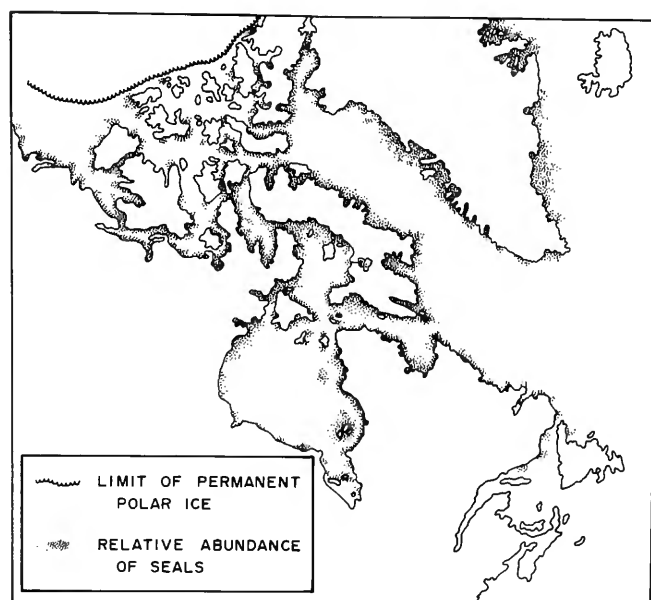 LIMIT OF PERMANENT
POLAR ICE
RELATIVE ABUNDANCE
OF SEALS